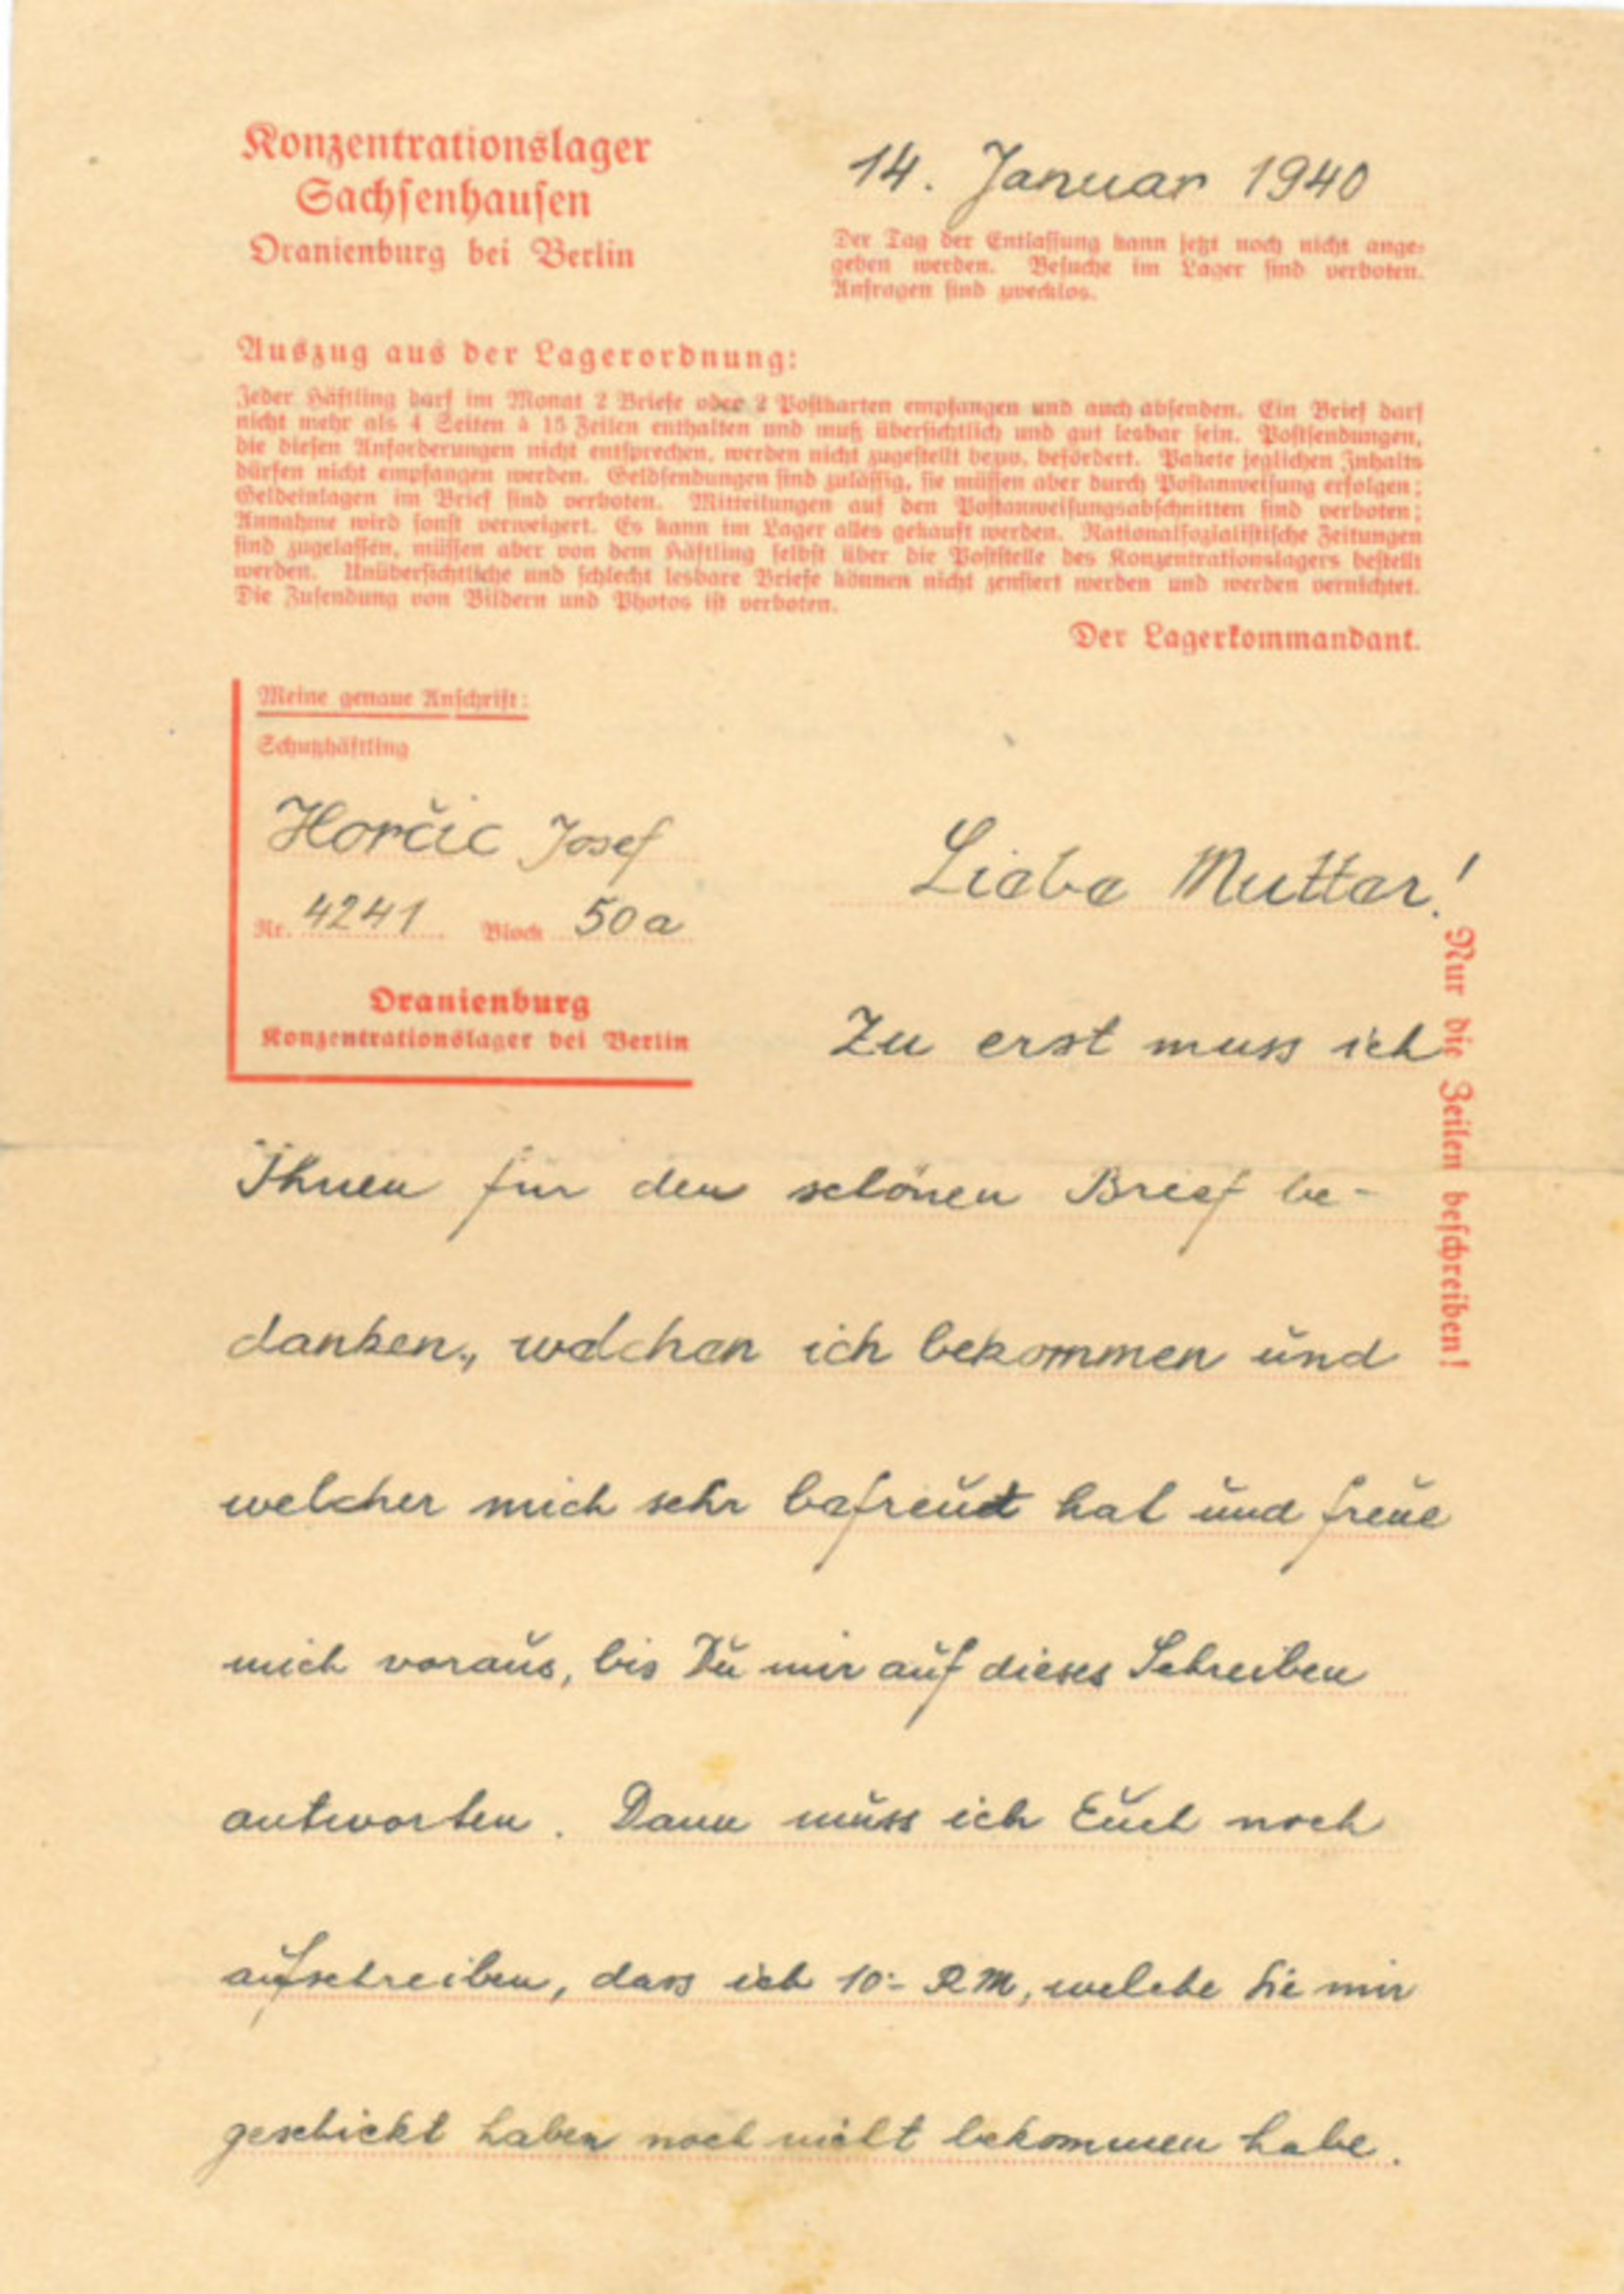 Konzentrationslager
Sachsenhausen
Oranienburg bei Berlin
14. Januar 1940
Der Tag der Entlassung kann jetzt noch nicht ange-
geben werden. Besuche im Lager sind verboten.
Anfragen sind zwecklos.
Auszug aus der Lagerordnung:
Jeder Häftling darf im Monat 2 Briefe oder 2 Postkarten empfangen und auch absenden. Ein Brief darf
nicht mehr als 4 Seiten à 15 Zeilen enthalten und muß übersichtlich und gut lesbar sein. Postsendungen,
die diesen Anforderungen nicht entsprechen, werden nicht zugestellt bezw. befördert. Pakete jeglichen Inhalts
dürfen nicht empfangen werden. Geldsendungen sind zulässig, sie müssen aber durch Postanweisung erfolgen;
Geldeinlagen im Brief sind verboten. Mitteilungen auf den Postanweisungsabschnitten sind verboten;
Annahme wird sonst verweigert. Es kann im Lager alles gekauft werden. Nationalsozialistische Zeitungen
sind zugelassen, müssen aber von dem Häftling selbst über die Poststelle des Konzentrationslagers bestellt
werden. Unübersichtliche und schlecht lesbare Briefe können nicht zensiert werden und werden vernichtet.
Die Zusendung von Bildern und Photos ist verboten.
Der Lagerkommandant.
Meine genaue Anschrift:
Schutzhäftling
Horčic Josef
Nr. 4241 Block 50a
Oranienburg
Konzentrationslager bei Berlin
Liebe Mutter!
Nur die Zeilen beschreiben!
Zu erst muss ich
Ihnen für den schönen Brief be-
danken, welchen ich bekommen und
welcher mich sehr befreut hat und freue
mich voraus, bis Du mir auf dieses Schreiben
antworten. Dann muss ich Euch noch
aufschreiben, dass ich 10:- RM, welche Sie mir
geschickt haben noch nicht bekommen habe.